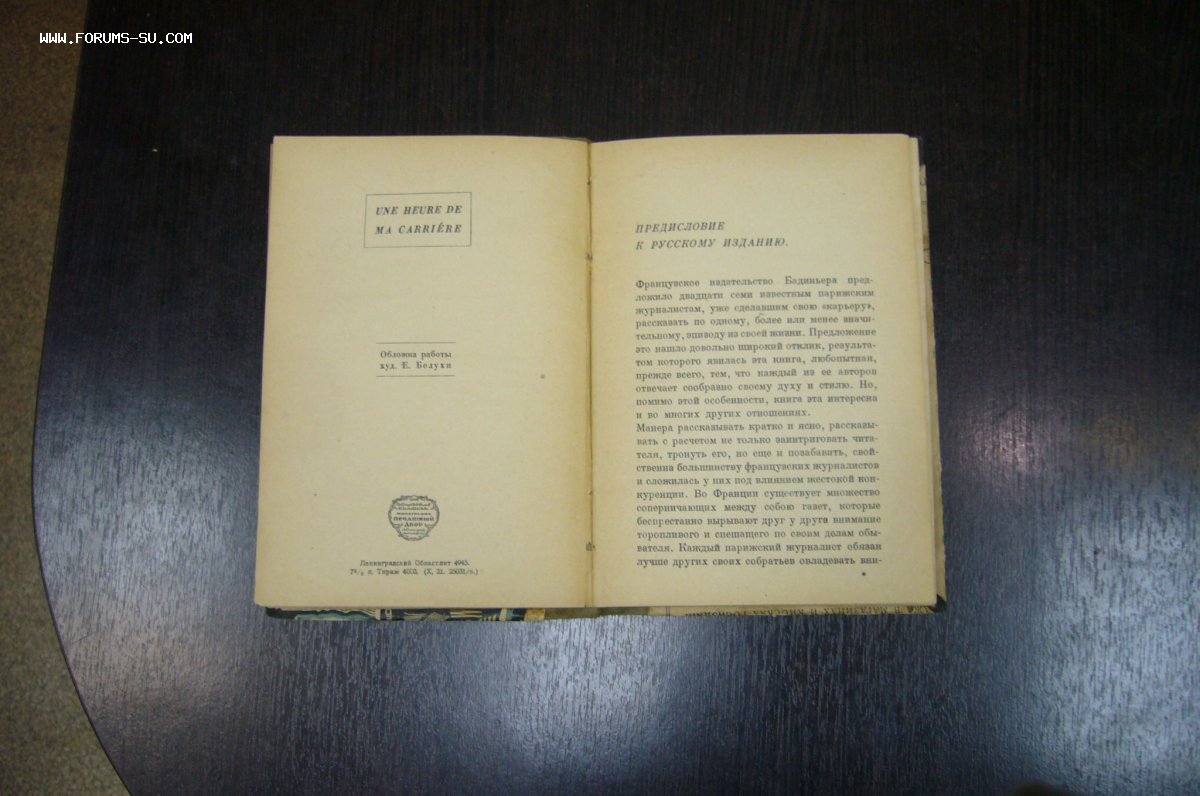 WWW.FORUMS-SU.COM
UNE HEURE DE
MA CARRIÉRE
Обложка работы
худ. Е. Белухи
ПЕЧАТНЫЙ
ДВОР
Ленинградский Областлит 4945.
л. Тираж 4000.
ПРЕДИСЛОВИЕ
К РУССКОМУ ИЗДАНИЮ.
Французское издательство Бадиньера пред-
ложило двадцати семи известным парижским
журналистам, уже сделавшим свою «карьеру»,
рассказать по одному, более или менее значи-
тельному, эпизоду из своей жизни. Предложение
это нашло довольно широкий отклик, результа-
том которого явилась эта книга, любопытная,
прежде всего, тем, что каждый из ее авторов
отвечает сообразно своему духу и стилю. Но,
помимо этой особенности, книга эта интересна
и во многих других отношениях.
Манера рассказывать кратко и ясно, рассказы-
вать с расчетом не только заинтриговать чита-
теля, тронуть его, но еще и позабавить, свой-
ственна большинству французских журналистов
и сложилась у них под влиянием жестокой кон-
куренции. Во Франции существует множество
соперничающих между собою газет, которые
беспрестанно вырывают друг у друга внимание
торопливого и спешащего по своим делам обы-
вателя. Каждый парижский журналист обязан
лучше других своих собратьев овладевать вни-